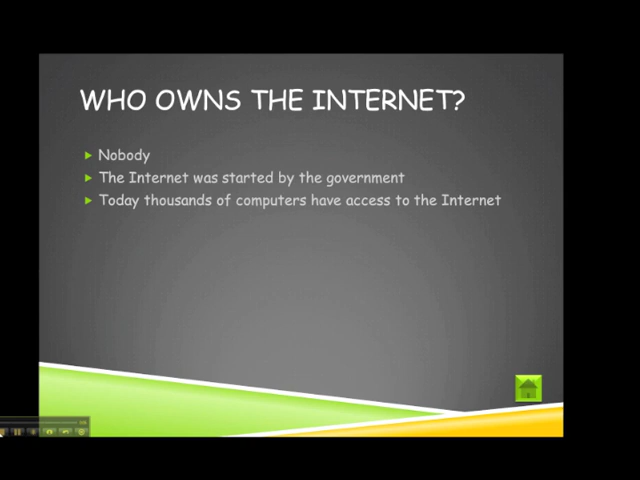 WHO OWNS THE INTERNET?
Nobody
The Internet was started by the government
Today thousands of computers have access to the Internet